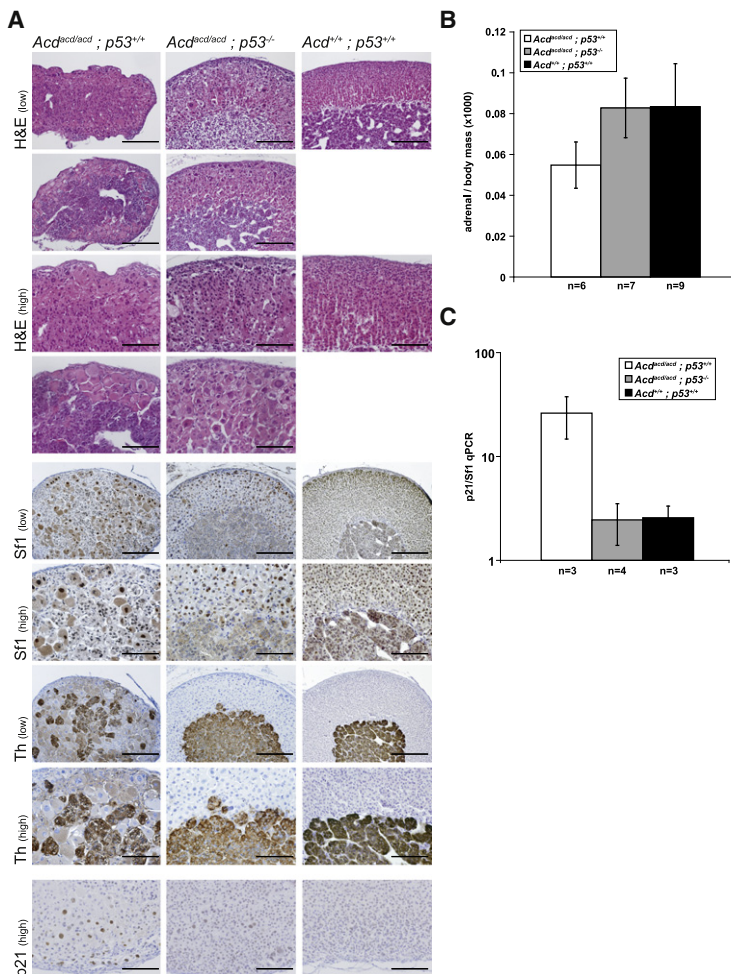 A
Acd^acd/acd ; p53^+/+
Acd^acd/acd ; p53^-/-
Acd^+/+ ; p53^+/+
H&E (low)
H&E (high)
Sf1 (low)
Sf1 (high)
Th (low)
Th (high)
p21 (high)
B
Acd^acd/acd ; p53^+/+
Acd^acd/acd ; p53^-/-
Acd^+/+ ; p53^+/+
adrenal / body mass (x1000)
0.12
0.1
0.08
0.06
0.04
0.02
0
n=6 n=7 n=9
C
Acd^acd/acd ; p53^+/+
Acd^acd/acd ; p53^-/-
Acd^+/+ ; p53^+/+
p21/Sf1 qPCR
100
10
1
n=3 n=4 n=3